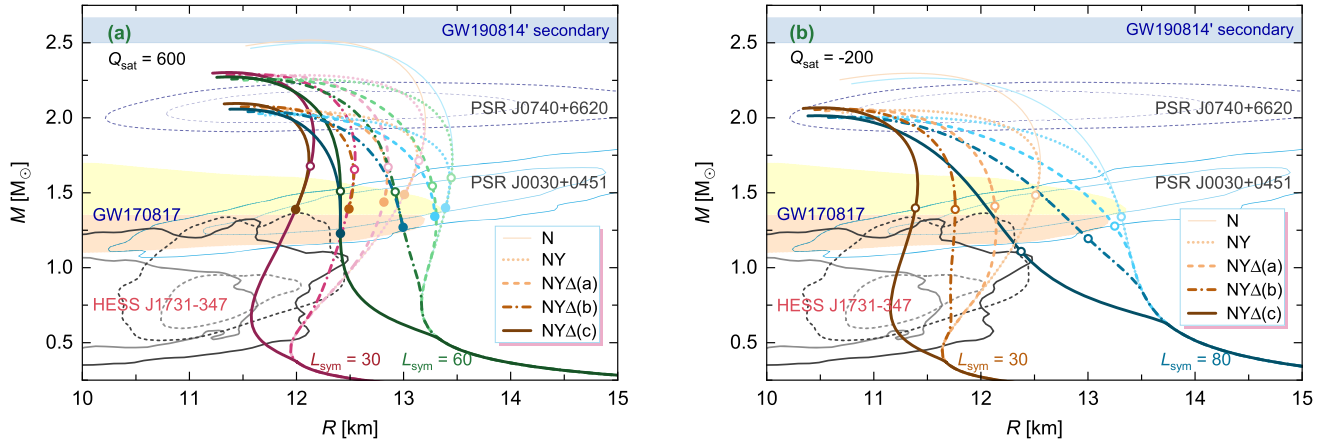 (a)
GW190814' secondary
Q_sat = 600
PSR J0740+6620
PSR J0030+0451
GW170817
HESS J1731-347
N
NY
NYΔ(a)
NYΔ(b)
NYΔ(c)
L_sym = 30
L_sym = 60
2.5
2.0
1.5
1.0
0.5
M [M_⊙]
10
11
12
13
14
15
R [km]
(b)
GW190814' secondary
Q_sat = -200
PSR J0740+6620
PSR J0030+0451
GW170817
HESS J1731-347
N
NY
NYΔ(a)
NYΔ(b)
NYΔ(c)
L_sym = 30
L_sym = 80
2.5
2.0
1.5
1.0
0.5
M [M_⊙]
10
11
12
13
14
15
R [km]